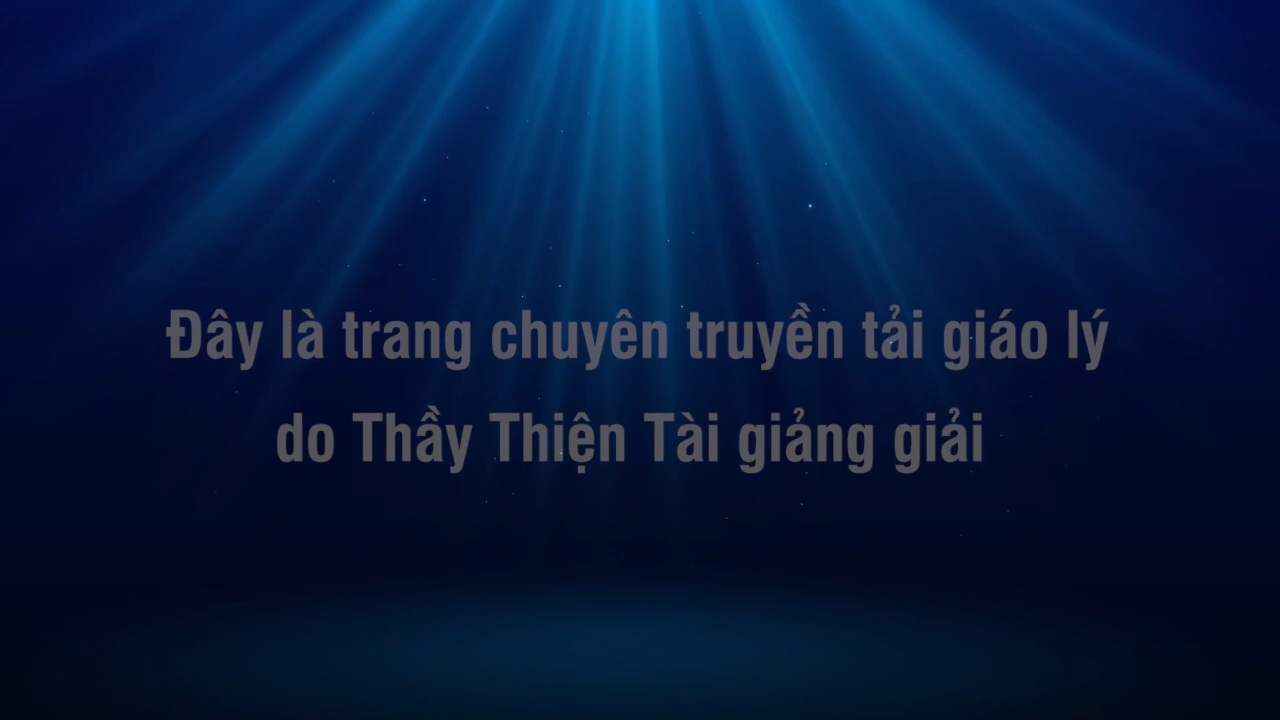 Đây là trang chuyên truyền tải giáo lý
do Thầy Thiện Tài giảng giải